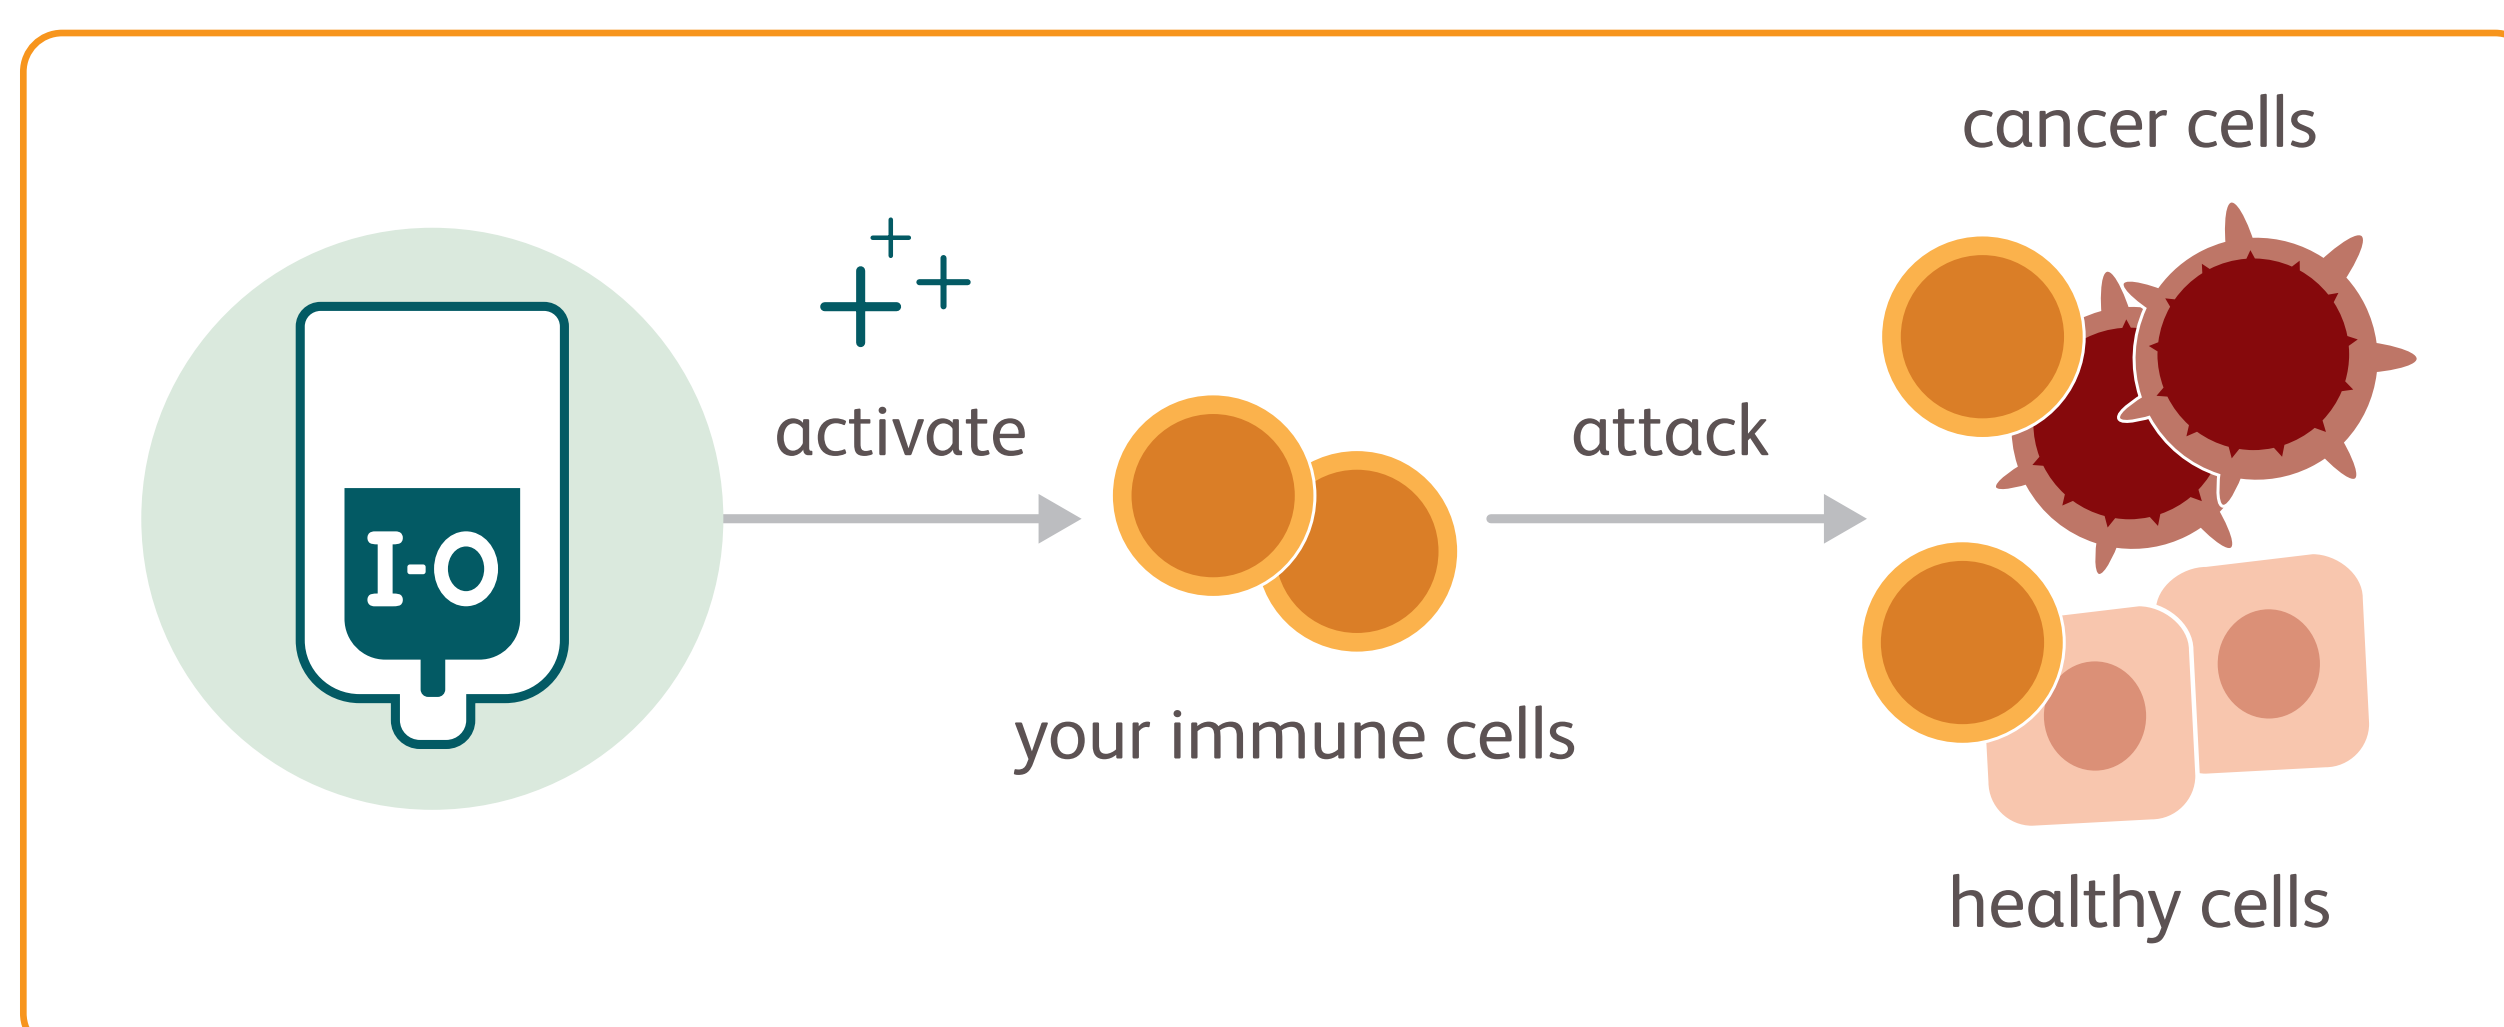 I-O
activate
your immune cells
attack
cancer cells
healthy cells